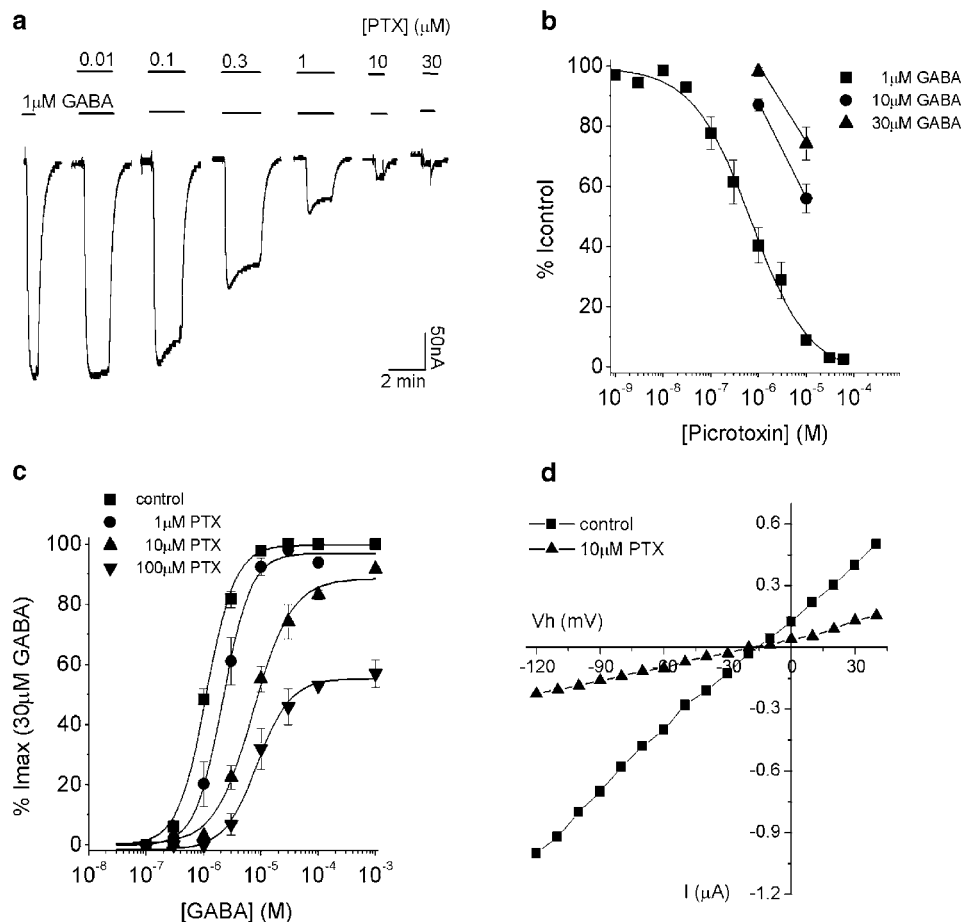 a
[PTX] (µM)
0.01 0.1 0.3 1 10 30
1µM GABA
50nA
2 min
b
100
80
60
40
20
0
% Icontrol
1µM GABA
10µM GABA
30µM GABA
10⁻⁹ 10⁻⁸ 10⁻⁷ 10⁻⁶ 10⁻⁵ 10⁻⁴
[Picrotoxin] (M)
c
control
1µM PTX
10µM PTX
100µM PTX
100
80
60
40
20
0
% Imax (30µM GABA)
10⁻⁸ 10⁻⁷ 10⁻⁶ 10⁻⁵ 10⁻⁴ 10⁻³
[GABA] (M)
d
control
10µM PTX
0.6
0.3
Vh (mV)
-120 -90 -60 -30 0 30
-0.3
-0.6
-0.9
-1.2
I (µA)